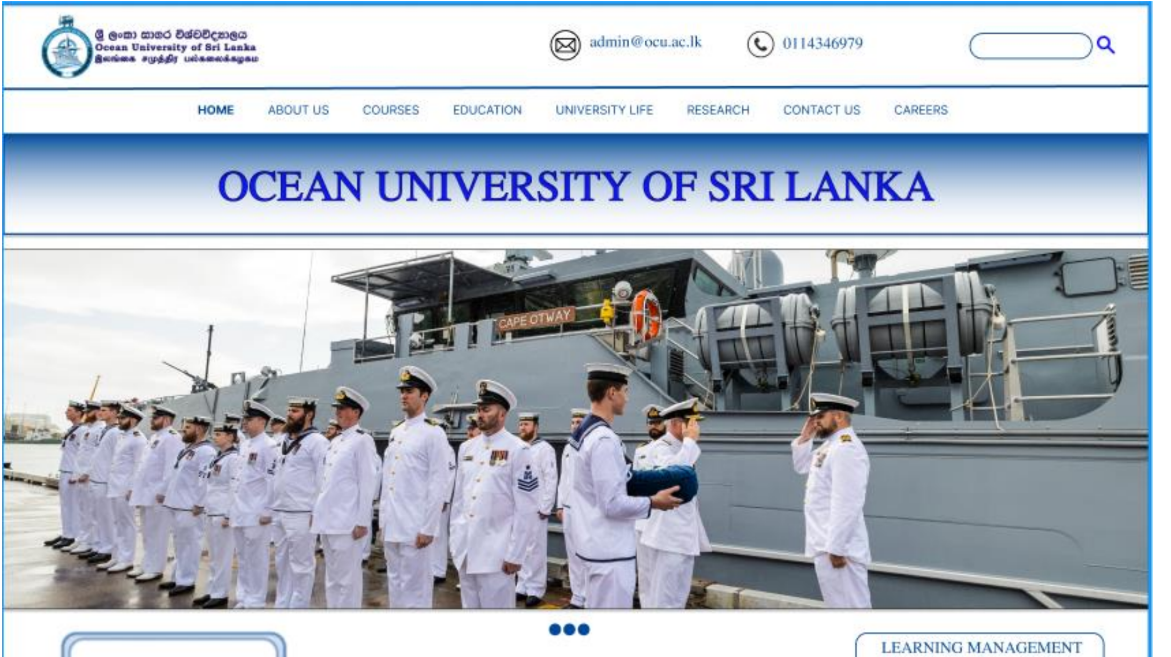 ශ්‍රී ලංකා සාගර විශ්වවිද්‍යාලය
Ocean University of Sri Lanka
இலங்கை சமுத்திர பல்கலைக்கழகம்
admin@ocu.ac.lk
0114346979
HOME ABOUT US COURSES EDUCATION UNIVERSITY LIFE RESEARCH CONTACT US CAREERS
OCEAN UNIVERSITY OF SRI LANKA
CAPE OTWAY
LEARNING MANAGEMENT